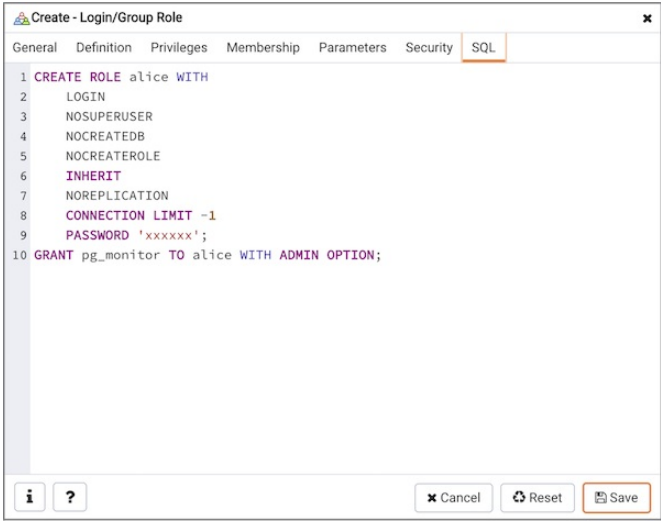 Create - Login/Group Role
General Definition Privileges Membership Parameters Security SQL
1 CREATE ROLE alice WITH
2 LOGIN
3 NOSUPERUSER
4 NOCREATEDB
5 NOCREATEROLE
6 INHERIT
7 NOREPLICATION
8 CONNECTION LIMIT -1
9 PASSWORD 'xxxxxx';
10 GRANT pg_monitor TO alice WITH ADMIN OPTION;
i ? Cancel Reset Save